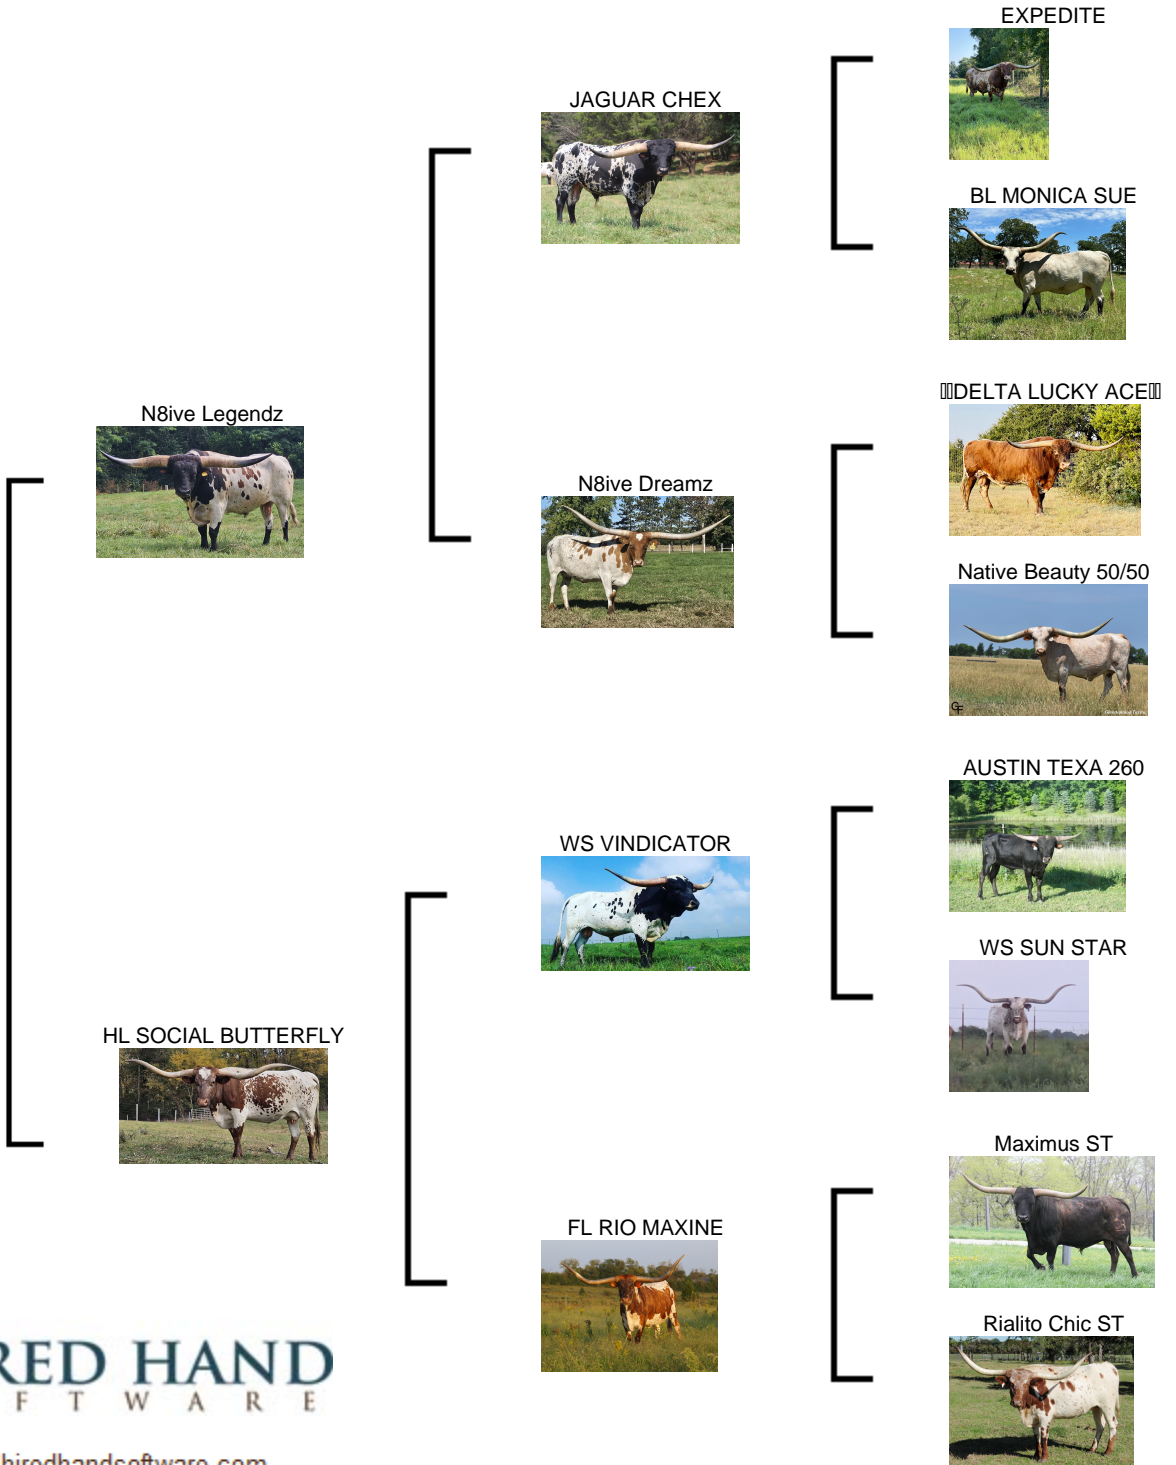 EXPEDITE
JAGUAR CHEX
BL MONICA SUE
DELTA LUCKY ACE
N8ive Legendz
N8ive Dreamz
Native Beauty 50/50
AUSTIN TEXA 260
WS VINDICATOR
WS SUN STAR
HL SOCIAL BUTTERFLY
Maximus ST
FL RIO MAXINE
Rialito Chic ST
RED HAND
F T W A R E
hiredhandsoftware.com